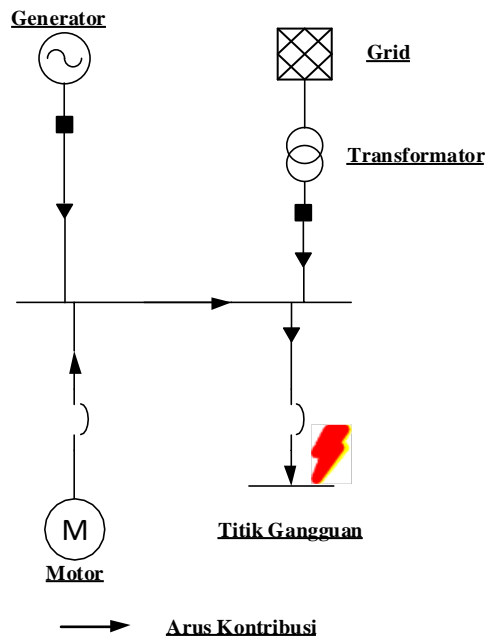 Generator
Grid
Transformator
M
Titik Gangguan
Motor
Arus Kontribusi